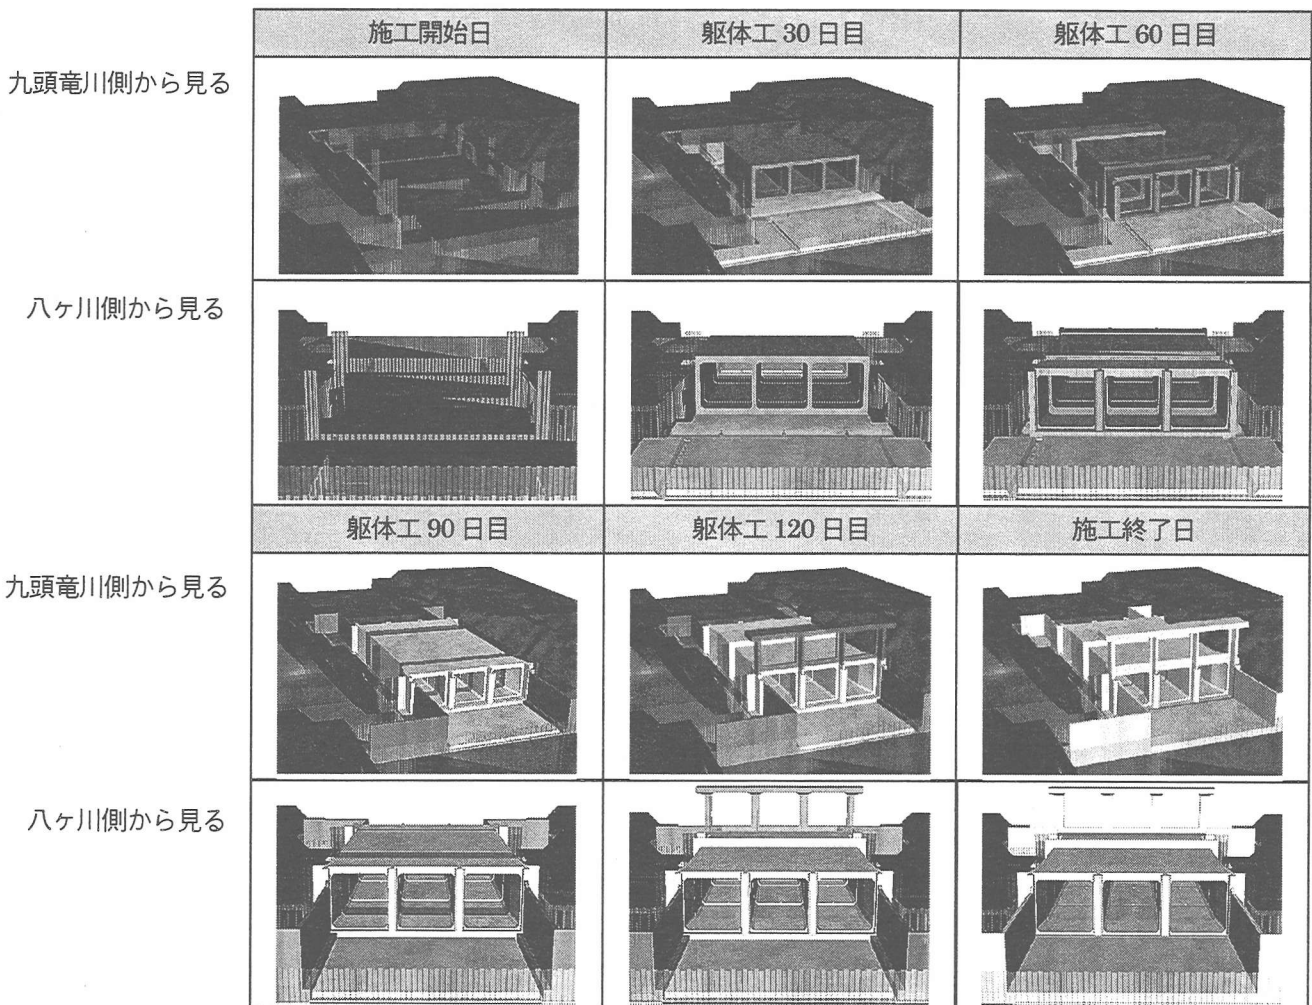 施工開始日
躯体工 30 日目
躯体工 60 日目
九頭竜川側から見る
八ヶ川側から見る
躯体工 90 日目
躯体工 120 日目
施工終了日
九頭竜川側から見る
八ヶ川側から見る